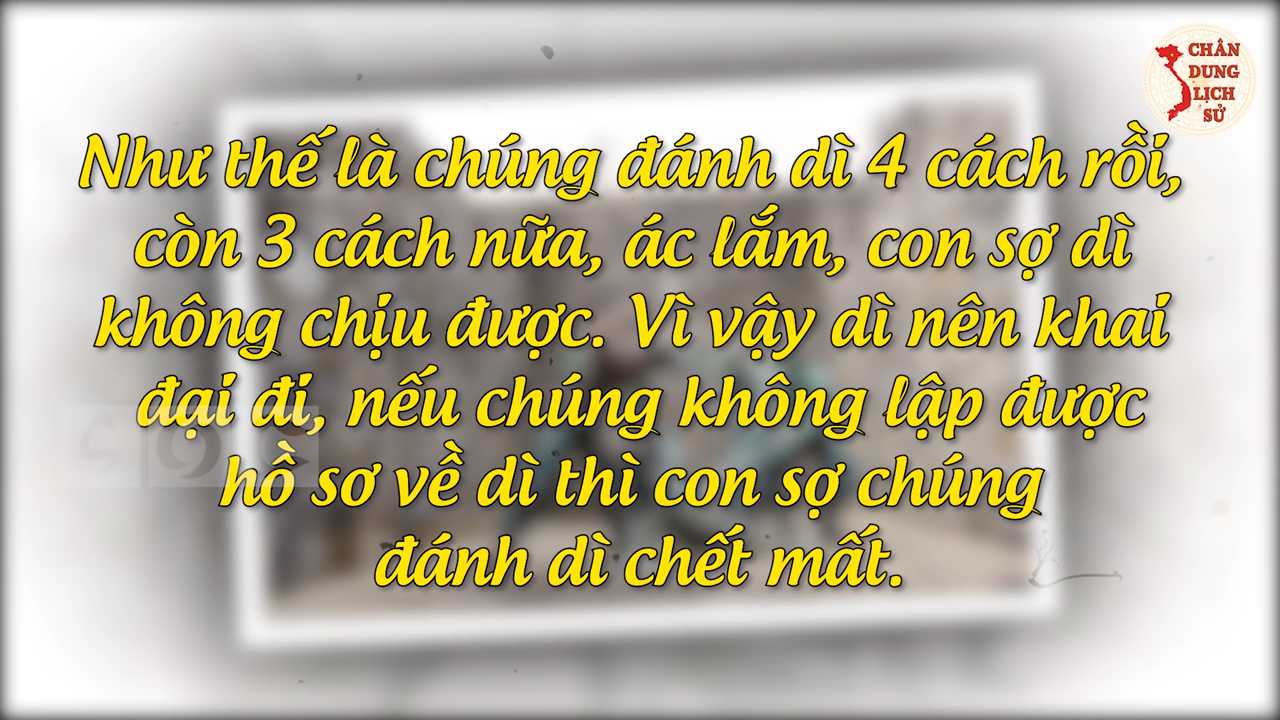 CHÂN
DUNG
LỊCH
SỬ
Như thế là chúng đánh dì 4 cách rồi,
còn 3 cách nữa, ác lắm, con sợ dì
không chịu được. Vì vậy dì nên khai
đại đi, nếu chúng không lập được
hồ sơ về dì thì con sợ chúng
đánh dì chết mất.